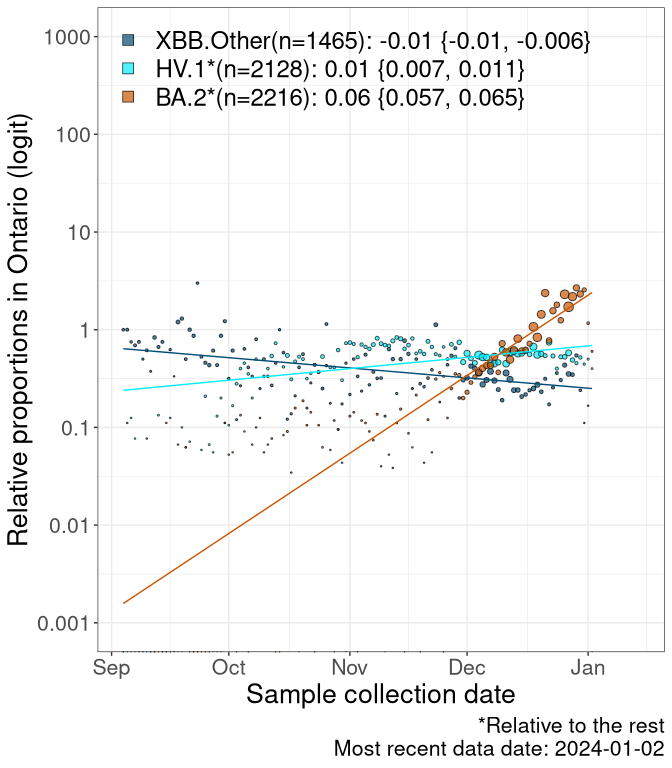 XBB.Other(n=1465): -0.01 {-0.01, -0.006}
HV.1*(n=2128): 0.01 {0.007, 0.011}
BA.2*(n=2216): 0.06 {0.057, 0.065}
Relative proportions in Ontario (logit)
1000
100
10
1
0.1
0.01
0.001
Sep Oct Nov Dec Jan
Sample collection date
*Relative to the rest
Most recent data date: 2024-01-02